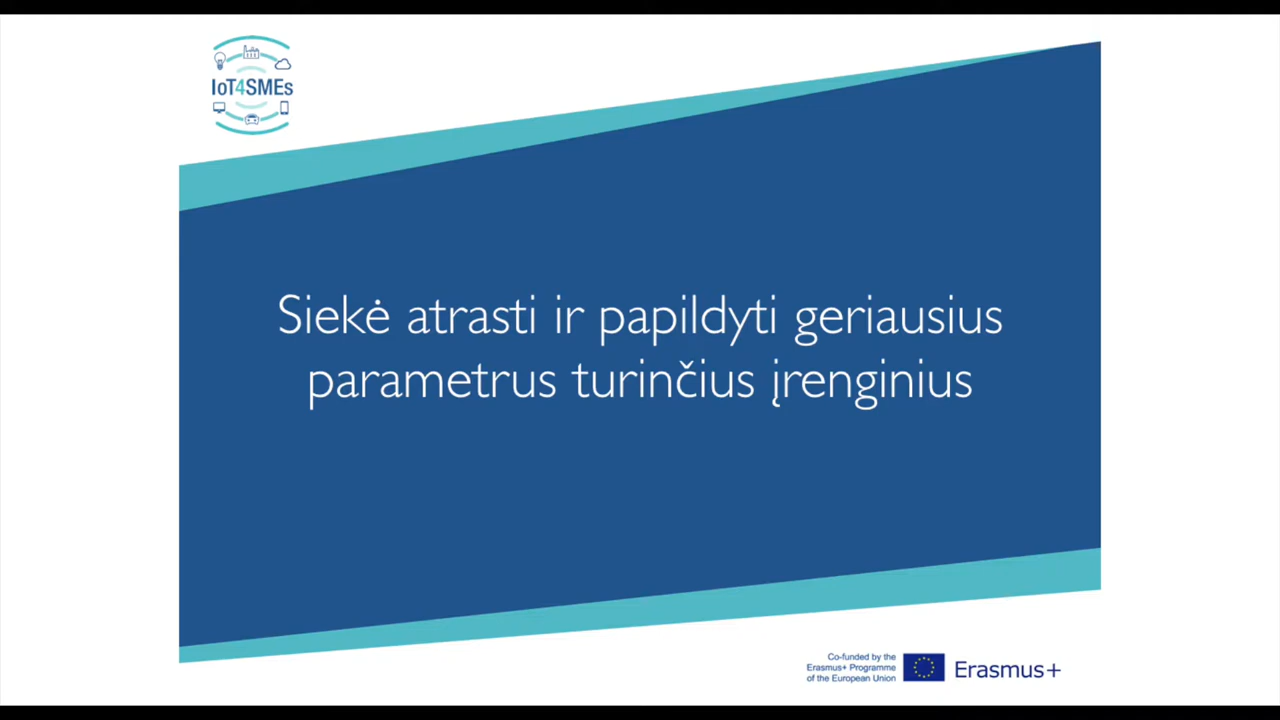 IoT4SMEs
Siekė atrasti ir papildyti geriausius
parametrus turinčius įrenginius
Co-funded by the
Erasmus+ Programme
of the European Union
Erasmus+